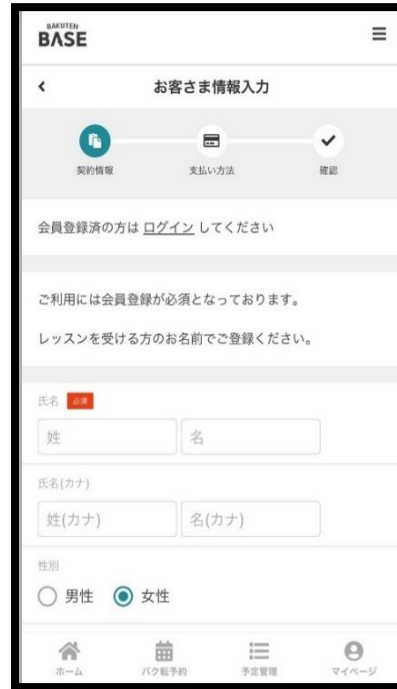 BAKUTEN
BASE
お客さま情報入力
契約情報 支払い方法 確認
会員登録済の方は ログイン してください
ご利用には会員登録が必須となっております。
レッスンを受ける方のお名前でご登録ください。
氏名 必須
姓 名
氏名(カナ)
姓(カナ) 名(カナ)
性別
男性 女性
ホーム バク転予約 予定管理 マイページ